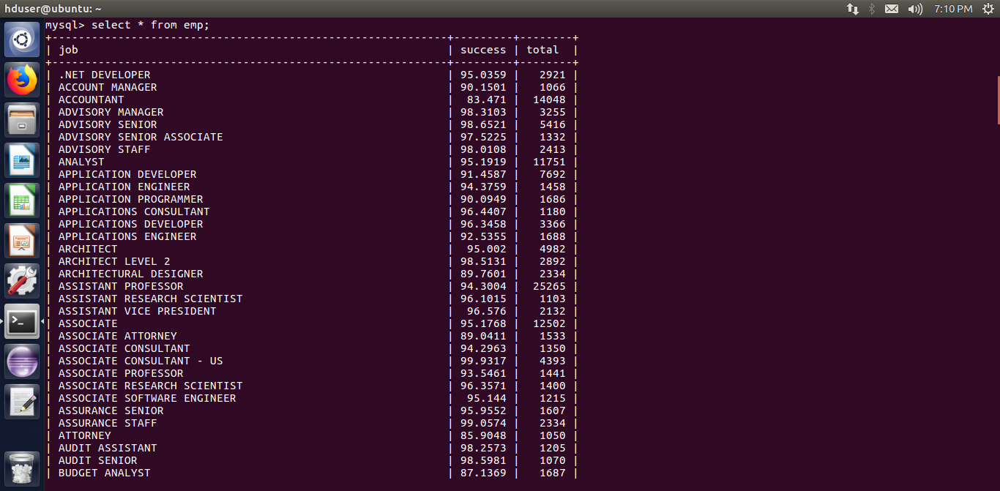 hduser@ubuntu: ~
7:10 PM
mysql> select * from emp;
+------------------------------------------------------------+---------+--------+
| job | success | total |
+------------------------------------------------------------+---------+--------+
| .NET DEVELOPER | 95.0359 | 2921 |
| ACCOUNT MANAGER | 90.1501 | 1066 |
| ACCOUNTANT | 83.471 | 14048 |
| ADVISORY MANAGER | 98.3103 | 3255 |
| ADVISORY SENIOR | 98.6521 | 5416 |
| ADVISORY SENIOR ASSOCIATE | 97.5225 | 1332 |
| ADVISORY STAFF | 98.0108 | 2413 |
| ANALYST | 95.1919 | 11751 |
| APPLICATION DEVELOPER | 91.4587 | 7692 |
| APPLICATION ENGINEER | 94.3759 | 1458 |
| APPLICATION PROGRAMMER | 90.0949 | 1686 |
| APPLICATIONS CONSULTANT | 96.4407 | 1180 |
| APPLICATIONS DEVELOPER | 96.3458 | 3366 |
| APPLICATIONS ENGINEER | 92.5355 | 1688 |
| ARCHITECT | 95.002 | 4982 |
| ARCHITECT LEVEL 2 | 98.5131 | 2892 |
| ARCHITECTURAL DESIGNER | 89.7601 | 2334 |
| ASSISTANT PROFESSOR | 94.3004 | 25265 |
| ASSISTANT RESEARCH SCIENTIST | 96.1015 | 1103 |
| ASSISTANT VICE PRESIDENT | 96.576 | 2132 |
| ASSOCIATE | 95.1768 | 12502 |
| ASSOCIATE ATTORNEY | 89.0411 | 1533 |
| ASSOCIATE CONSULTANT | 94.2963 | 1350 |
| ASSOCIATE CONSULTANT - US | 99.9317 | 4393 |
| ASSOCIATE PROFESSOR | 93.5461 | 1441 |
| ASSOCIATE RESEARCH SCIENTIST | 96.3571 | 1400 |
| ASSOCIATE SOFTWARE ENGINEER | 95.144 | 1215 |
| ASSURANCE SENIOR | 95.9552 | 1607 |
| ASSURANCE STAFF | 99.0574 | 2334 |
| ATTORNEY | 85.9048 | 1050 |
| AUDIT ASSISTANT | 98.2573 | 1205 |
| AUDIT SENIOR | 98.5981 | 1070 |
| BUDGET ANALYST | 87.1369 | 1687 |